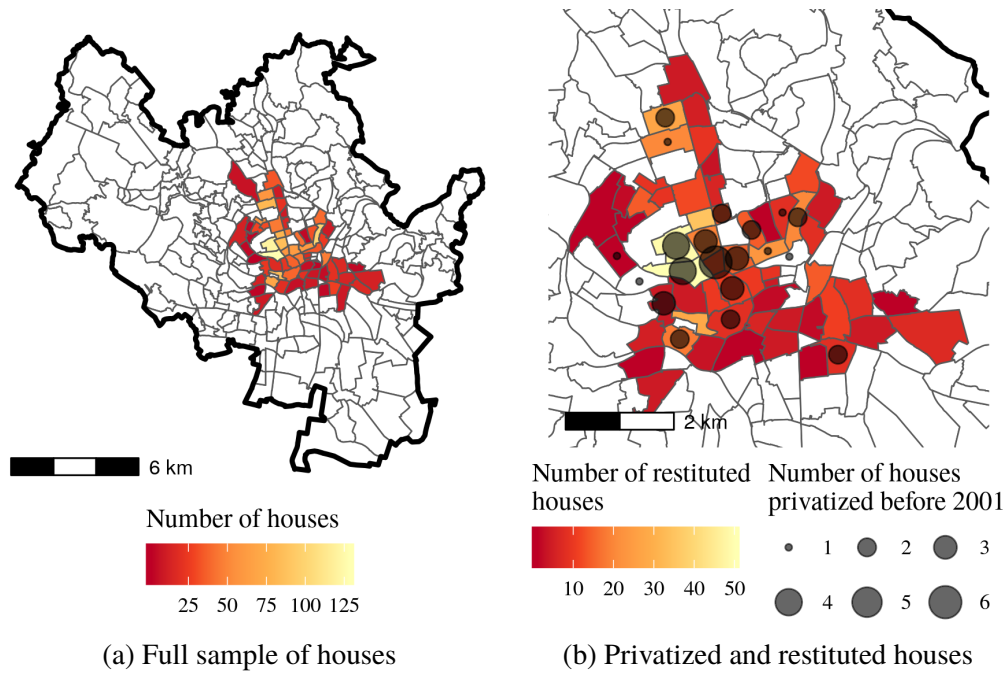 6 km
Number of houses
25 50 75 100 125
(a) Full sample of houses
2 km
Number of restituted
houses
10 20 30 40 50
Number of houses
privatized before 2001
1 2 3
4 5 6
(b) Privatized and restituted houses